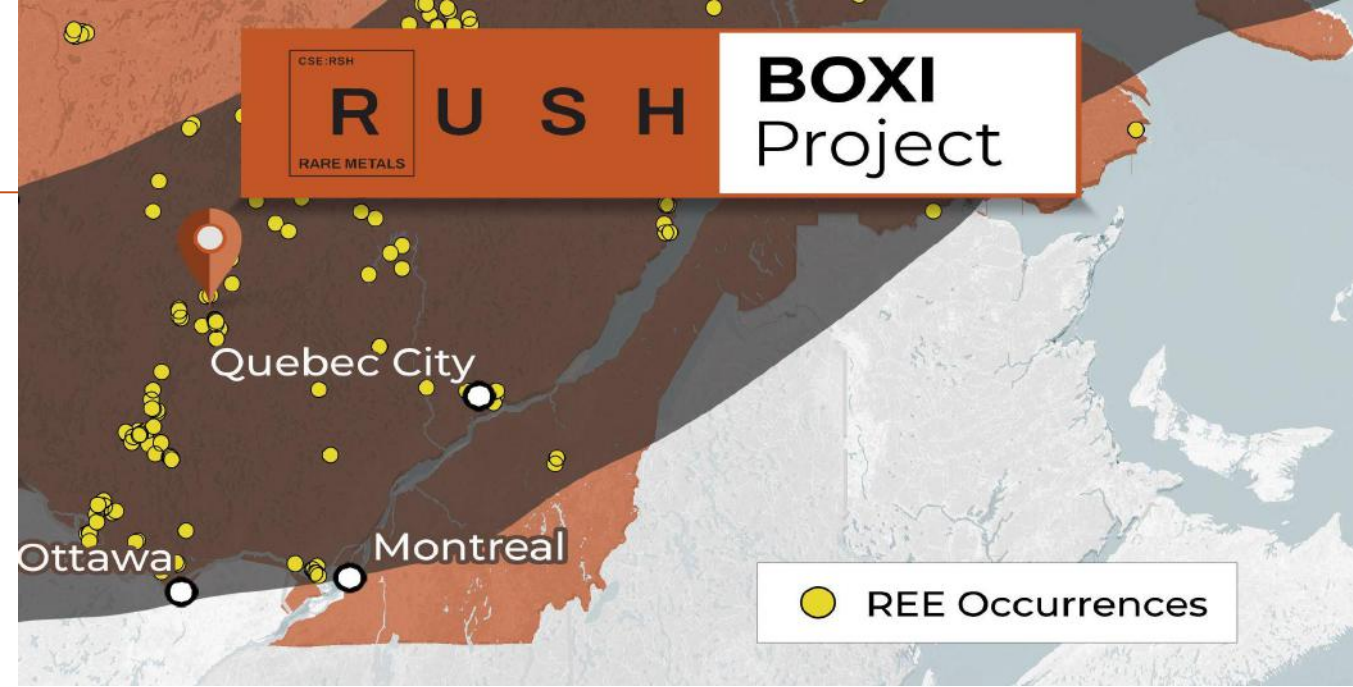 CSE:RSH
R U S H
RARE METALS
BOXI
Project
Quebec City
Ottawa
Montreal
REE Occurrences